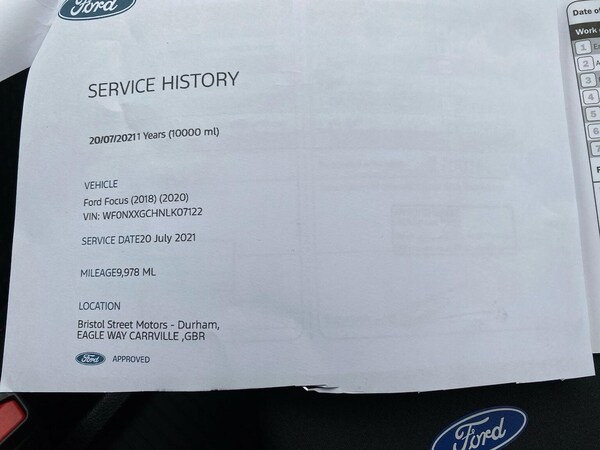 Ford
SERVICE HISTORY
20/07/20211 Years (10000 ml)
VEHICLE
Ford Focus (2018) (2020)
VIN: WF0NXXGCHNLK07122
SERVICE DATE20 July 2021
MILEAGE9,978 ML
LOCATION
Bristol Street Motors - Durham,
EAGLE WAY CARRVILLE ,GBR
Ford APPROVED
Ford
Date of
Work
1
2
3
4
5
6
7